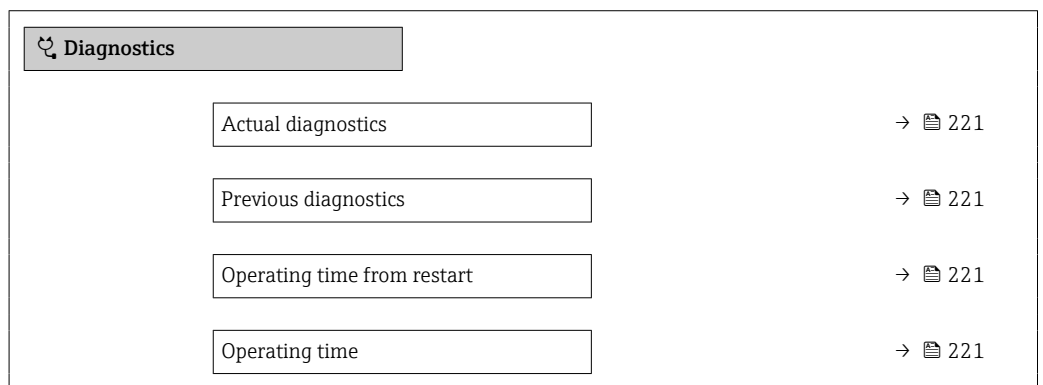 Diagnostics
Actual diagnostics → 221
Previous diagnostics → 221
Operating time from restart → 221
Operating time → 221